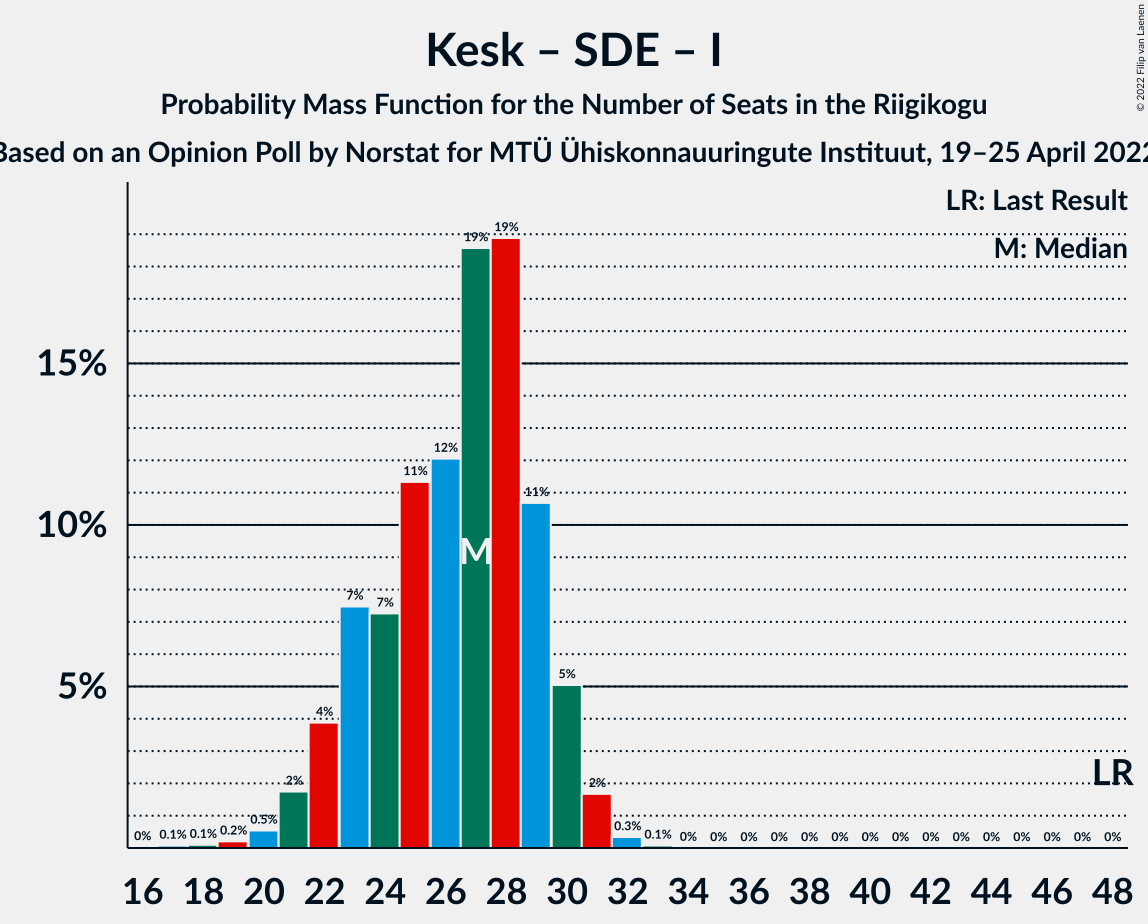 Kesk – SDE – I
Probability Mass Function for the Number of Seats in the Riigikogu
Based on an Opinion Poll by Norstat for MTÜ Ühiskonnauuringute Instituut, 19–25 April 2022
© 2022 Filip van Laenen
LR: Last Result
M: Median
15%
10%
5%
0% 0.1% 0.1% 0.2% 0.5% 2% 4% 7% 7% 11% 12% 19% 19% 11% 5% 2% 0.3% 0.1% 0% 0% 0% 0% 0% 0% 0% 0% 0% 0% 0% 0% 0% 0% 0%
M
LR
16 18 20 22 24 26 28 30 32 34 36 38 40 42 44 46 48